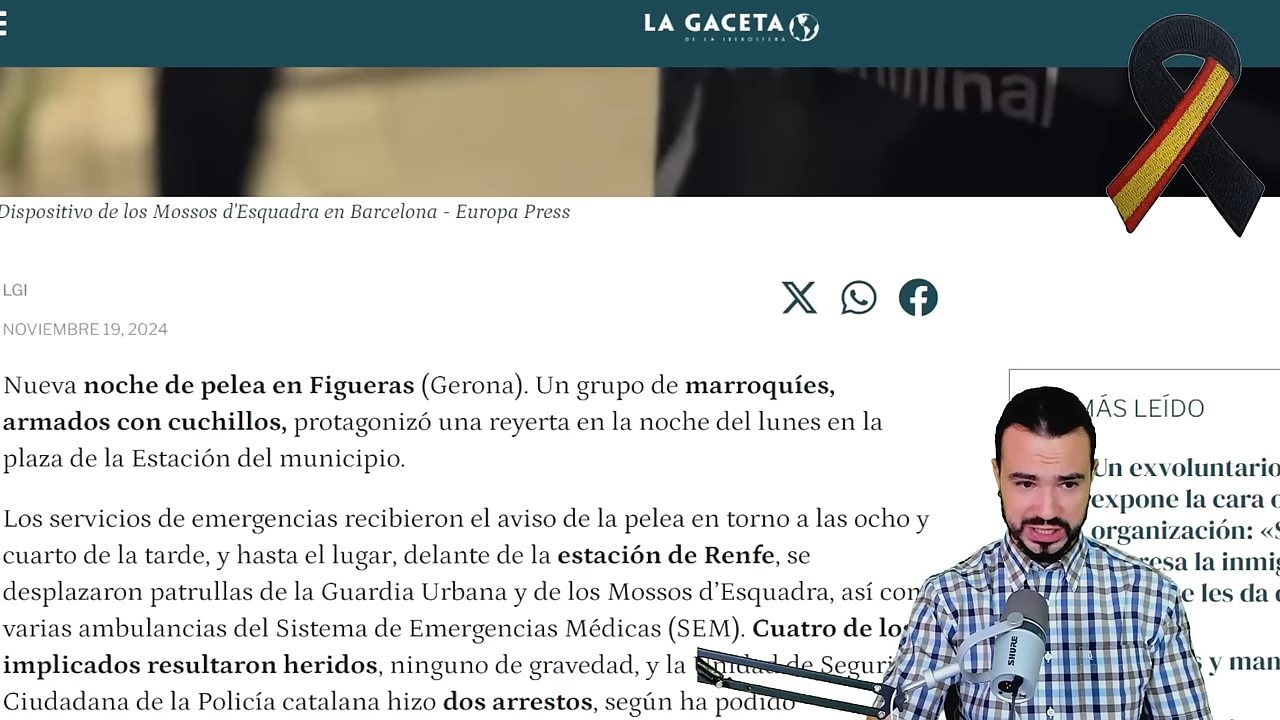 LA GACETA
DE LA IBEROSFERA
minal
Dispositivo de los Mossos d'Esquadra en Barcelona - Europa Press
LGI
NOVIEMBRE 19, 2024
Nueva noche de pelea en Figueras (Gerona). Un grupo de marroquíes,
armados con cuchillos, protagonizó una reyerta en la noche del lunes en la
plaza de la Estación del municipio.
MÁS LEÍDO
Un exvoluntario
expone la cara
organización:
la
les da
y
Los servicios de emergencias recibieron el aviso de la pelea en torno a las ocho y
cuarto de la tarde, y hasta el lugar, delante de la estación de Renfe, se
desplazaron patrullas de la Guardia Urbana y de los Mossos d’Esquadra, así con
varias ambulancias del Sistema de Emergencias Médicas (SEM). Cuatro de los
implicados resultaron heridos, ninguno de gravedad, y la Unidad de
Ciudadana de la Policía catalana hizo dos arrestos, según ha podido
SHURE